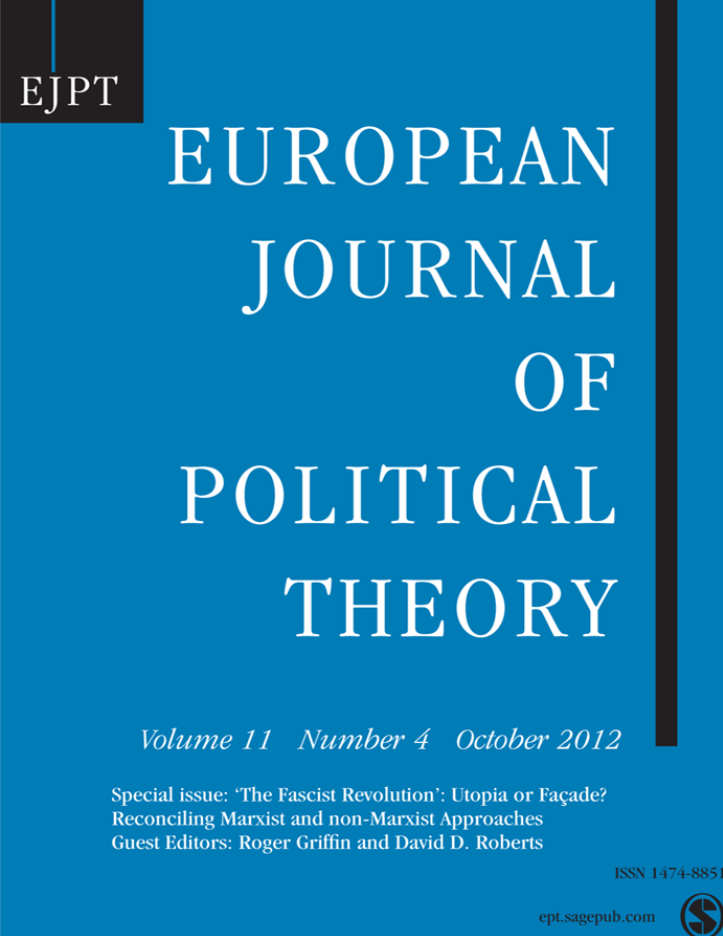 EJPT
EUROPEAN
JOURNAL
OF
POLITICAL
THEORY
Volume 11 Number 4 October 2012
Special issue: ‘The Fascist Revolution’: Utopia or Façade?
Reconciling Marxist and non-Marxist Approaches
Guest Editors: Roger Griffin and David D. Roberts
ISSN 1474-8851
ept.sagepub.com
S